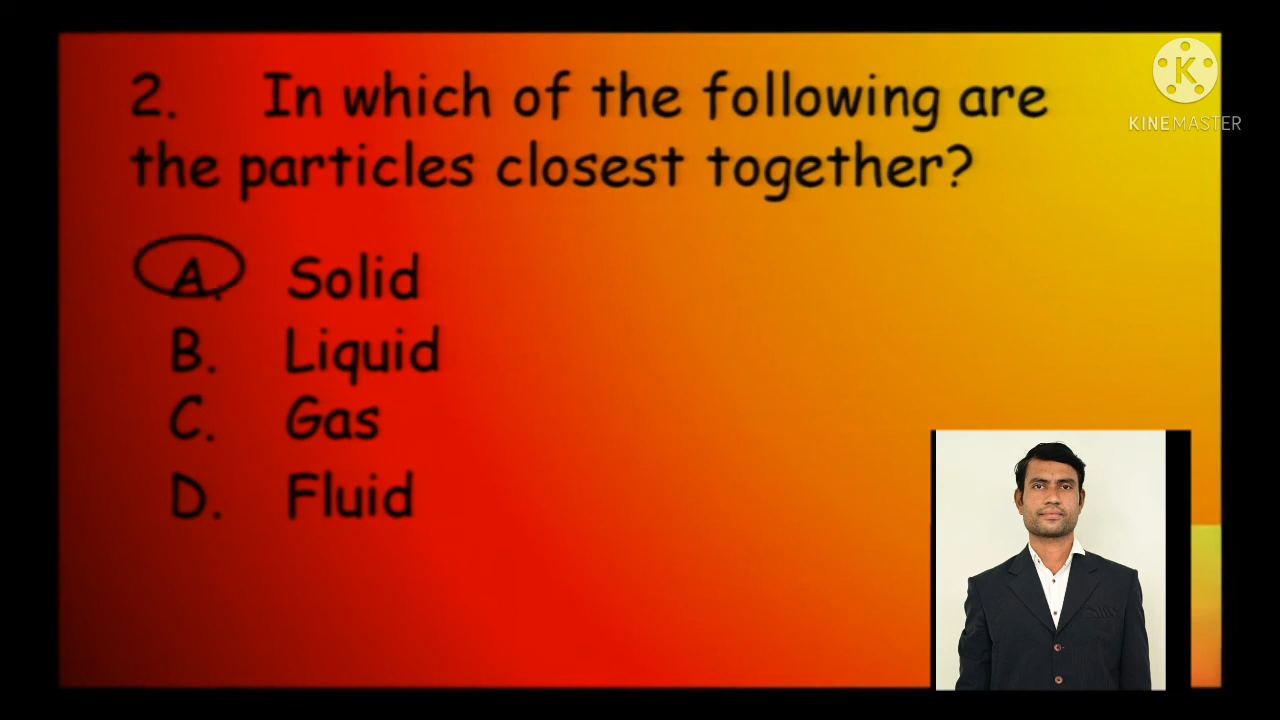 2. In which of the following are
the particles closest together?
A. Solid
B. Liquid
C. Gas
D. Fluid
K
KINEMASTER